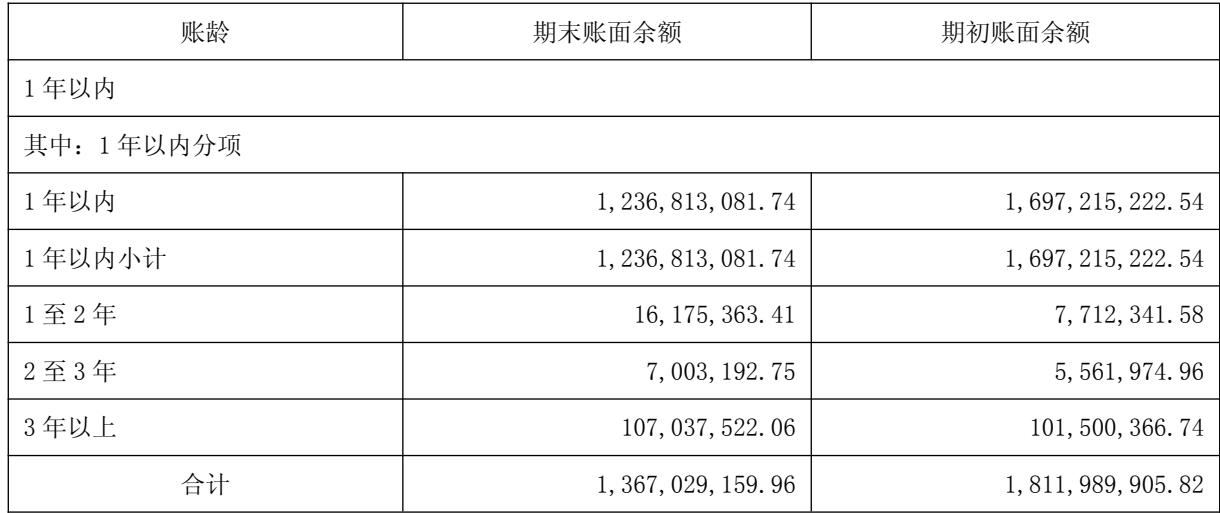 账龄 期末账面余额 期初账面余额
1 年以内
其中：1 年以内分项
1 年以内 1,236,813,081.74 1,697,215,222.54
1 年以内小计 1,236,813,081.74 1,697,215,222.54
1 至 2 年 16,175,363.41 7,712,341.58
2 至 3 年 7,003,192.75 5,561,974.96
3 年以上 107,037,522.06 101,500,366.74
合计 1,367,029,159.96 1,811,989,905.82